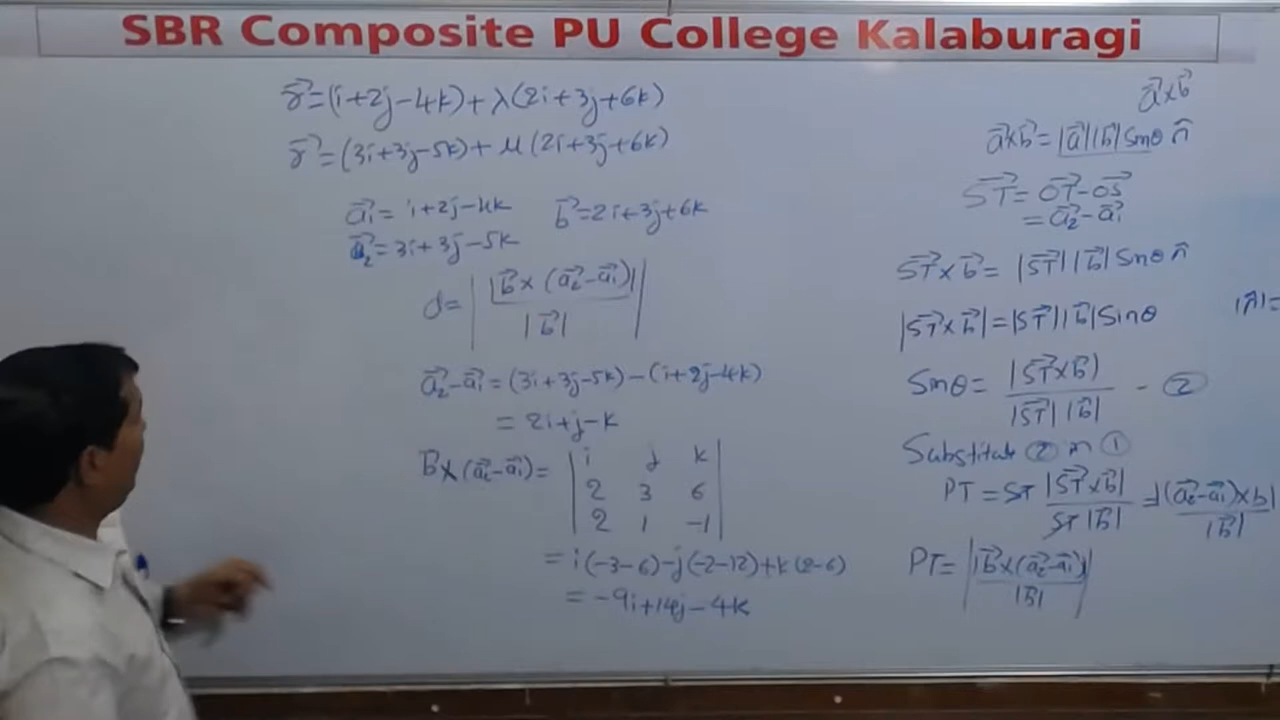 SBR Composite PU College Kalaburagi
r⃗=(i+2j-4k)+λ(2i+3j+6k)
r⃗=(3i+3j-5k)+μ(2i+3j+6k)
a⃗₁= i+2j-4k b⃗=2i+3j+6k
a⃗₂=3i+3j-5k
d= | |b⃗×(a⃗₂-a⃗₁)| / |b⃗| |
a⃗₂-a⃗₁=(3i+3j-5k)-(i+2j-4k)
= 2i+j-k
b⃗×(a⃗₂-a⃗₁)= | i j k |
| 2 3 6 |
| 2 1 -1 |
= i(-3-6)-j(-2-12)+k(2-6)
= -9i+14j-4k
a⃗×b⃗
a⃗×b⃗=|a⃗||b⃗|Sinθ n̂
ST⃗= OT⃗-OS⃗
= a⃗₂-a⃗₁
ST⃗×b⃗= |ST⃗||b⃗|Sinθ n̂
|ST⃗×b⃗|=|ST⃗||b⃗|Sinθ
|n̂|=
Sinθ= |ST⃗×b⃗| / |ST⃗||b⃗| - ②
Substitute ② in ①
PT = ST |ST⃗×b⃗| / ST|b⃗| = |(a⃗₂-a⃗₁)×b| / |b⃗|
PT= | |b⃗×(a⃗₂-a⃗₁)| / |b⃗| |